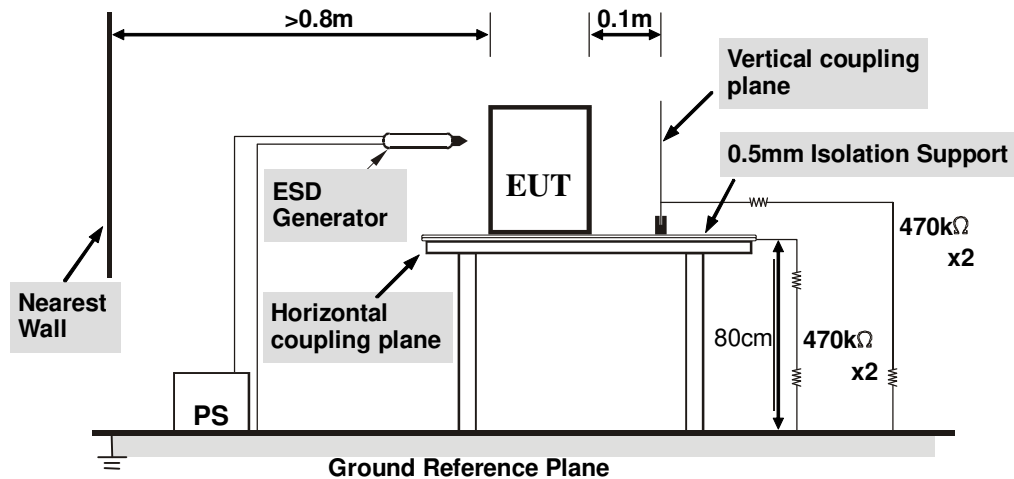 >0.8m
0.1m
Vertical coupling
plane
0.5mm Isolation Support
EUT
ESD
Generator
470kΩ
x2
Nearest
Wall
Horizontal
coupling plane
80cm
470kΩ
x2
PS
Ground Reference Plane